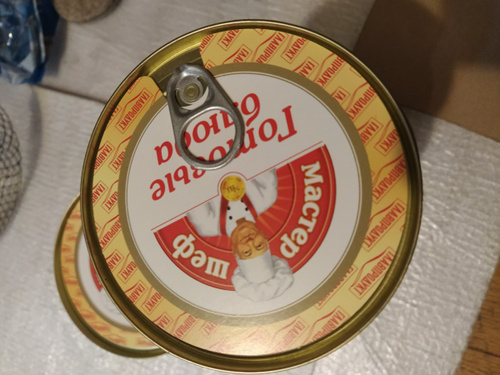 Готовые
блюда
мастер
шеф
ГЛАВПРОДУКТ